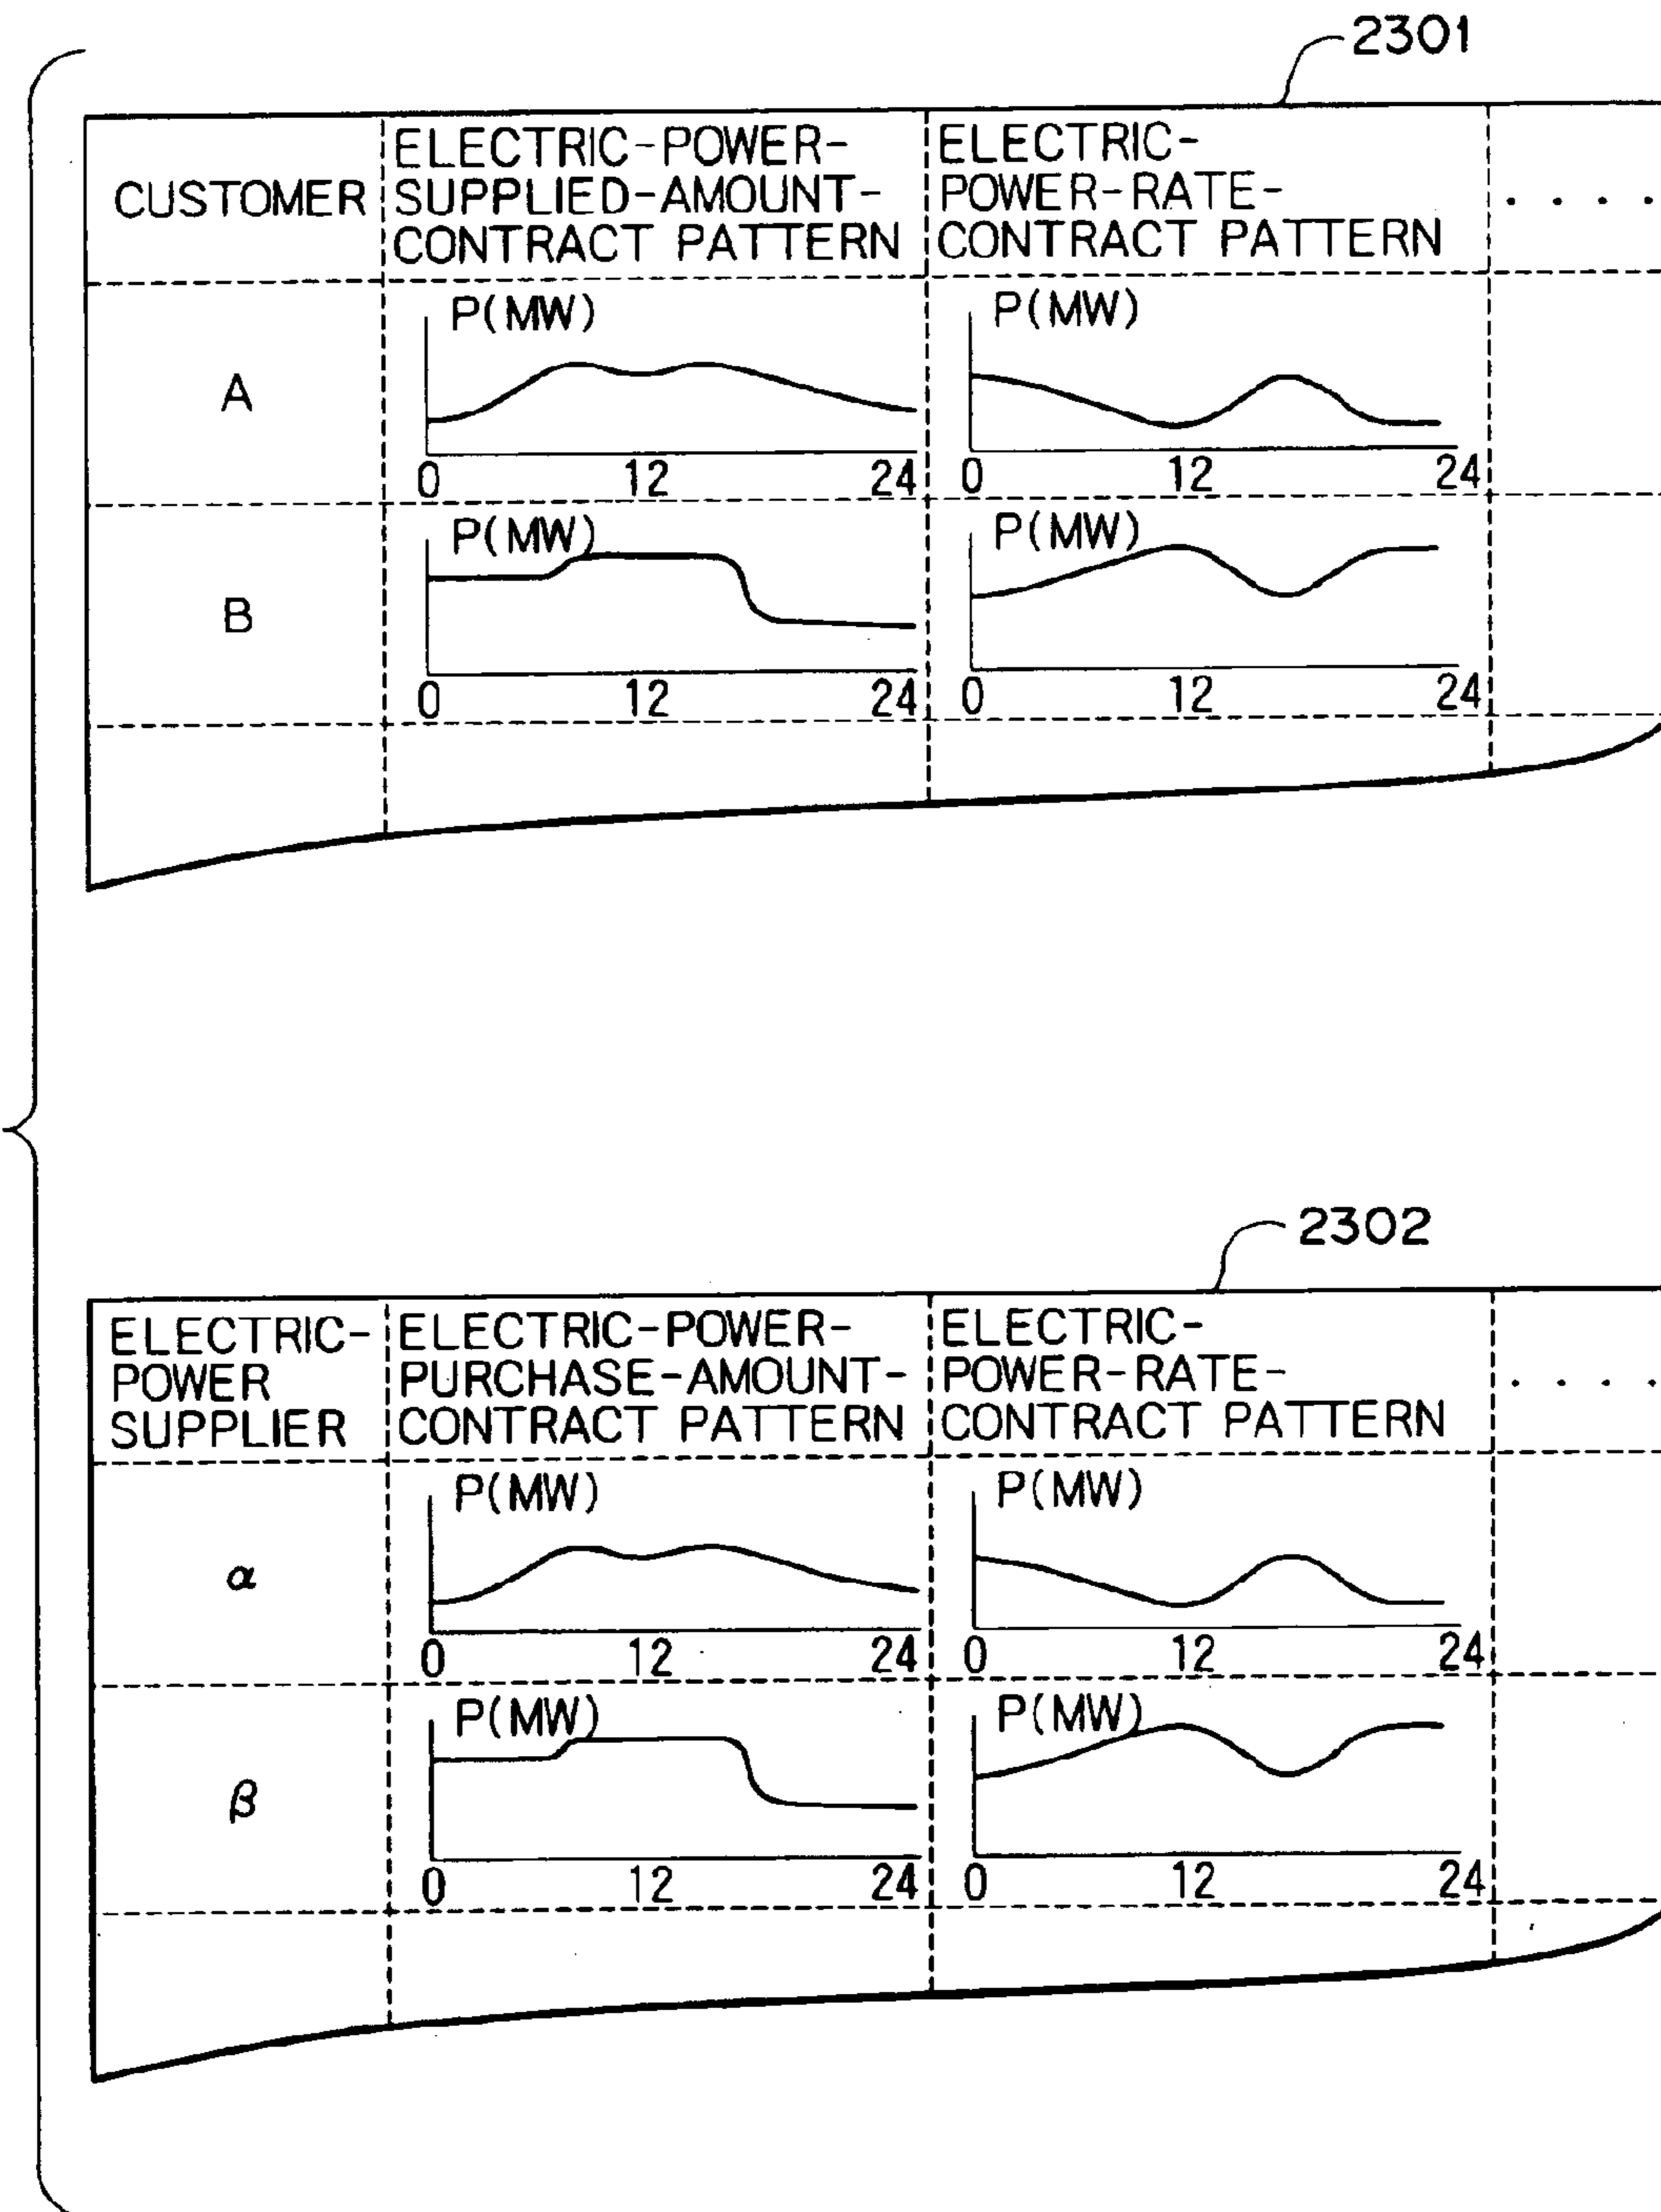 2301
CUSTOMER
ELECTRIC-POWER-
SUPPLIED-AMOUNT-
CONTRACT PATTERN
ELECTRIC-
POWER-RATE-
CONTRACT PATTERN
. . . .
A
P(MW)
0 12 24
P(MW)
0 12 24
B
P(MW)
0 12 24
P(MW)
0 12 24
2302
ELECTRIC-
POWER
SUPPLIER
ELECTRIC-POWER-
PURCHASE-AMOUNT-
CONTRACT PATTERN
ELECTRIC-
POWER-RATE-
CONTRACT PATTERN
. . . .
α
P(MW)
0 12 24
P(MW)
0 12 24
β
P(MW)
0 12 24
P(MW)
0 12 24